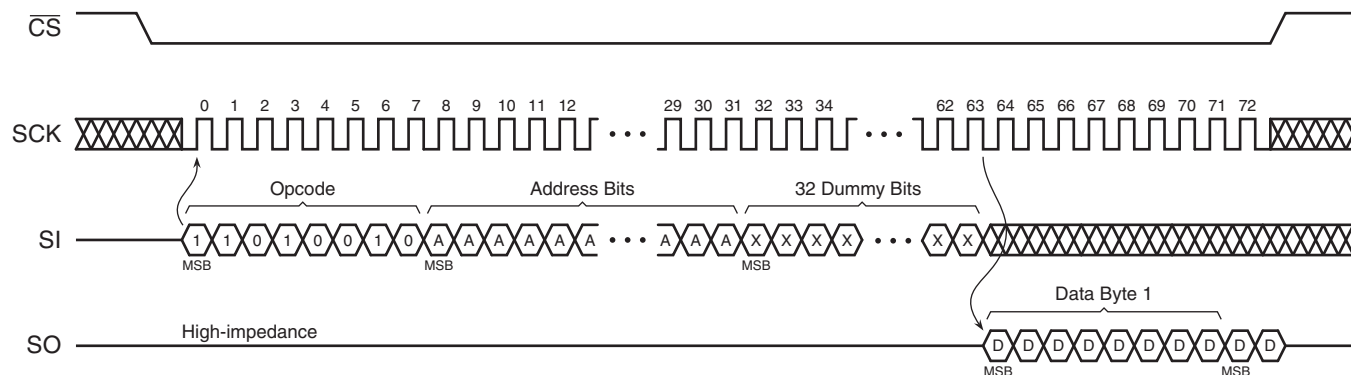 CS
0 1 2 3 4 5 6 7 8 9 10 11 12 29 30 31 32 33 34 62 63 64 65 66 67 68 69 70 71 72
SCK
Opcode Address Bits 32 Dummy Bits
SI 1 1 0 1 0 0 1 0 A A A A A A A A A X X X X X X
MSB MSB MSB
Data Byte 1
High-impedance
SO D D D D D D D D D D
MSB MSB